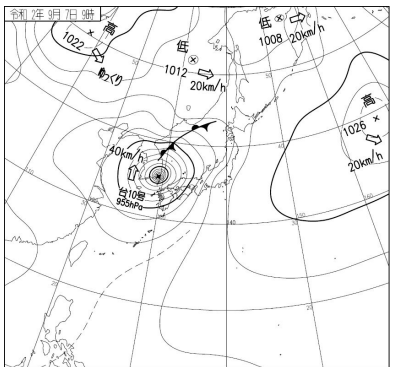 令和 2年 9月 7日 9時
高
1022
ゆっくり
低
1012
20km/h
低
1008
20km/h
高
1026
20km/h
40km/h
台10号
955hPa
140